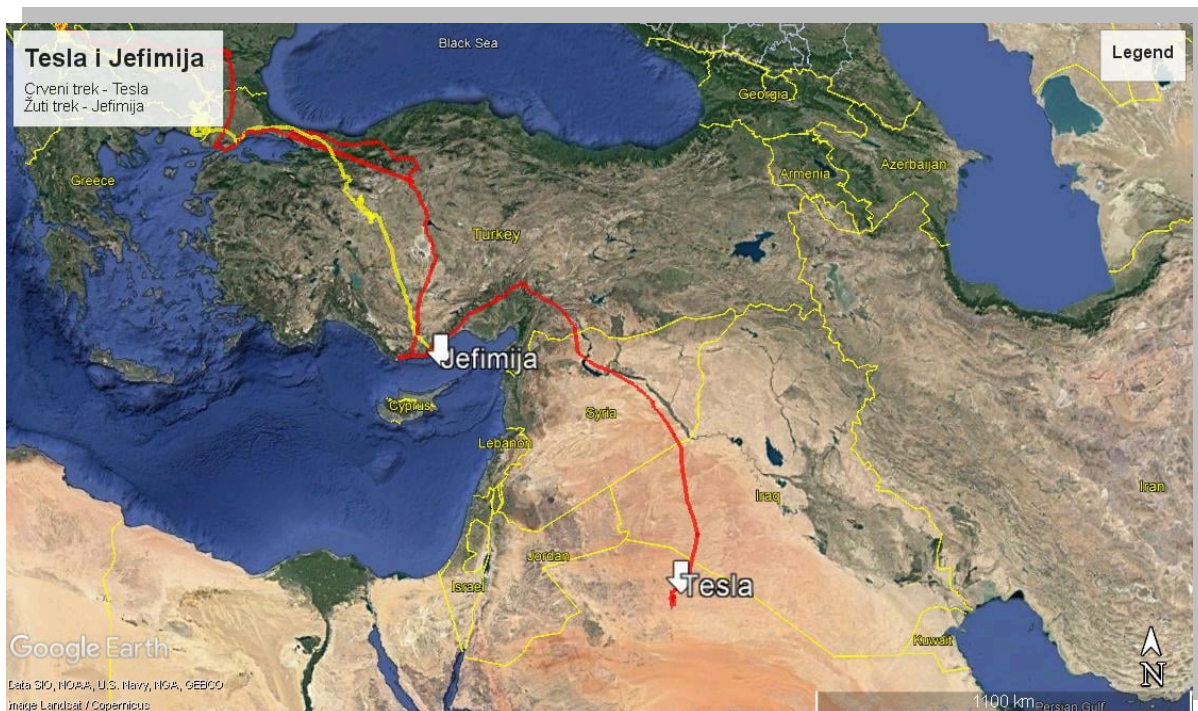 Tesla i Jefimija
Crveni trek - Tesla
Žuti trek - Jefimija
Legend
Black Sea
Georgia
Armenia
Azerbaijan
Greece
Turkey
Jefimija
Cyprus
Syria
Lebanon
Iraq
Iran
Jordan
Israel
Tesla
Kuwait
Google Earth
N
Data SIO, NOAA, U.S. Navy, NGA, GEBCO
Image Landsat / Copernicus
1100 km
Persian Gulf